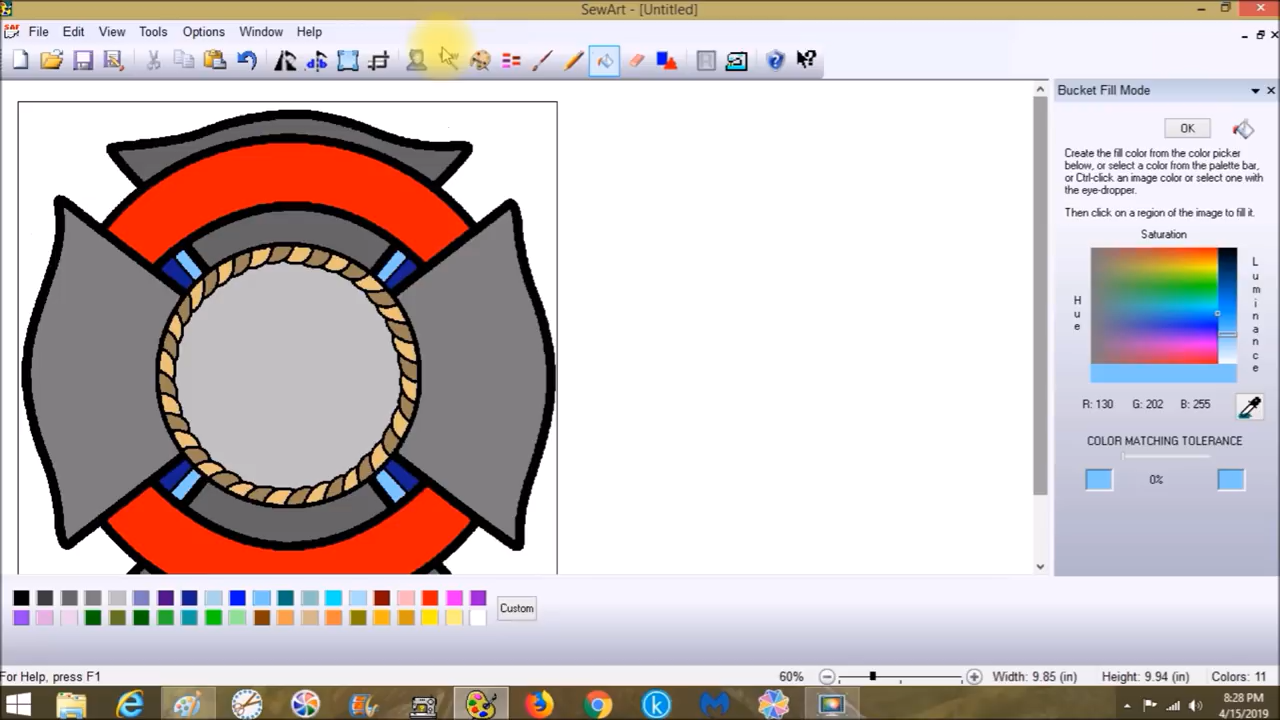 SewArt - [Untitled]
File Edit View Tools Options Window Help
Bucket Fill Mode
OK
Create the fill color from the color picker
below, or select a color from the palette bar,
or Ctrl-click an image color or select one with
the eye-dropper.
Then click on a region of the image to fill it.
Saturation
Hue
Luminance
R: 130 G: 202 B: 255
COLOR MATCHING TOLERANCE
0%
Custom
For Help, press F1
60%
Width: 9.85 (in) Height: 9.94 (in) Colors: 11
8:28 PM
4/15/2019